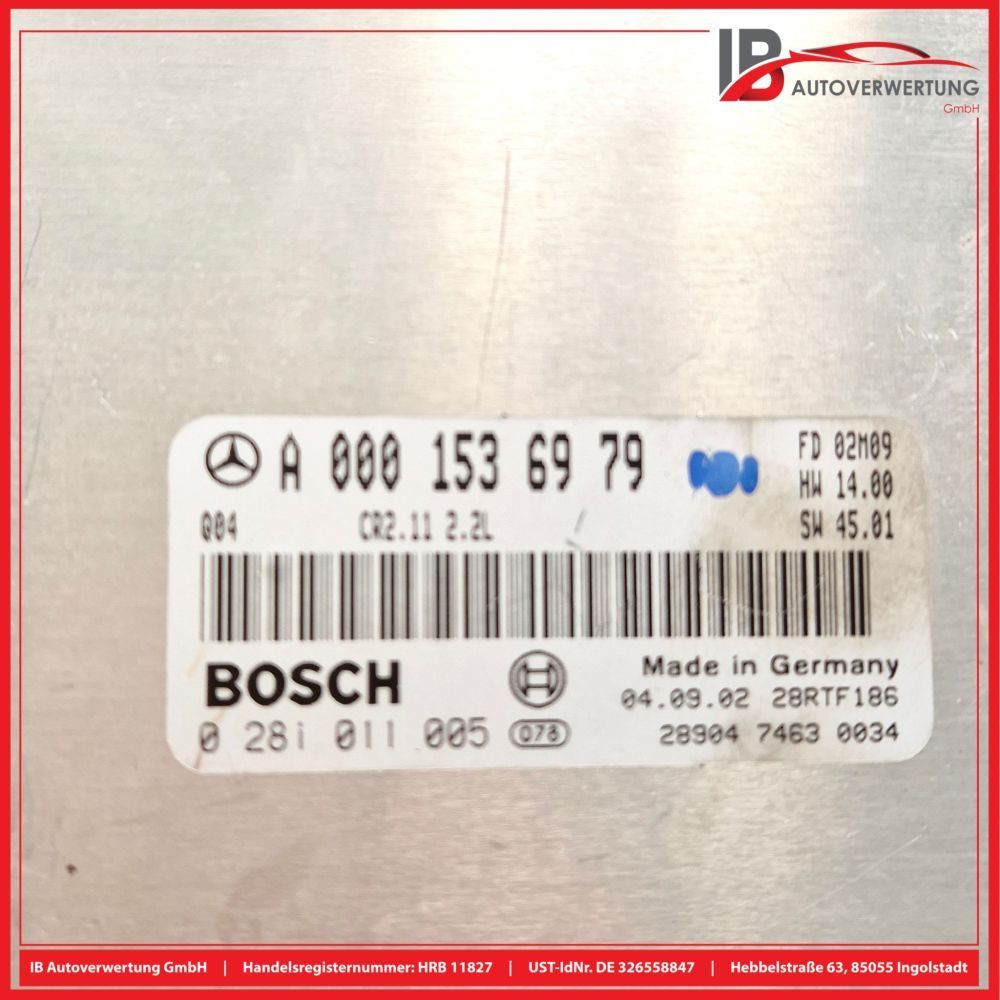 IB
AUTOVERWERTUNG
GmbH
A 000 153 69 79
FD 02M09
HW 14.00
Q04 CR2.11 2.2L
SW 45.01
BOSCH
Made in Germany
04.09.02 28RTF186
0 281 011 005 Q78
28904 7463 0034
IB Autoverwertung GmbH | Handelsregisternummer: HRB 11827 | UST-IdNr. DE 326558847 | Hebbelstraße 63, 85055 Ingolstadt